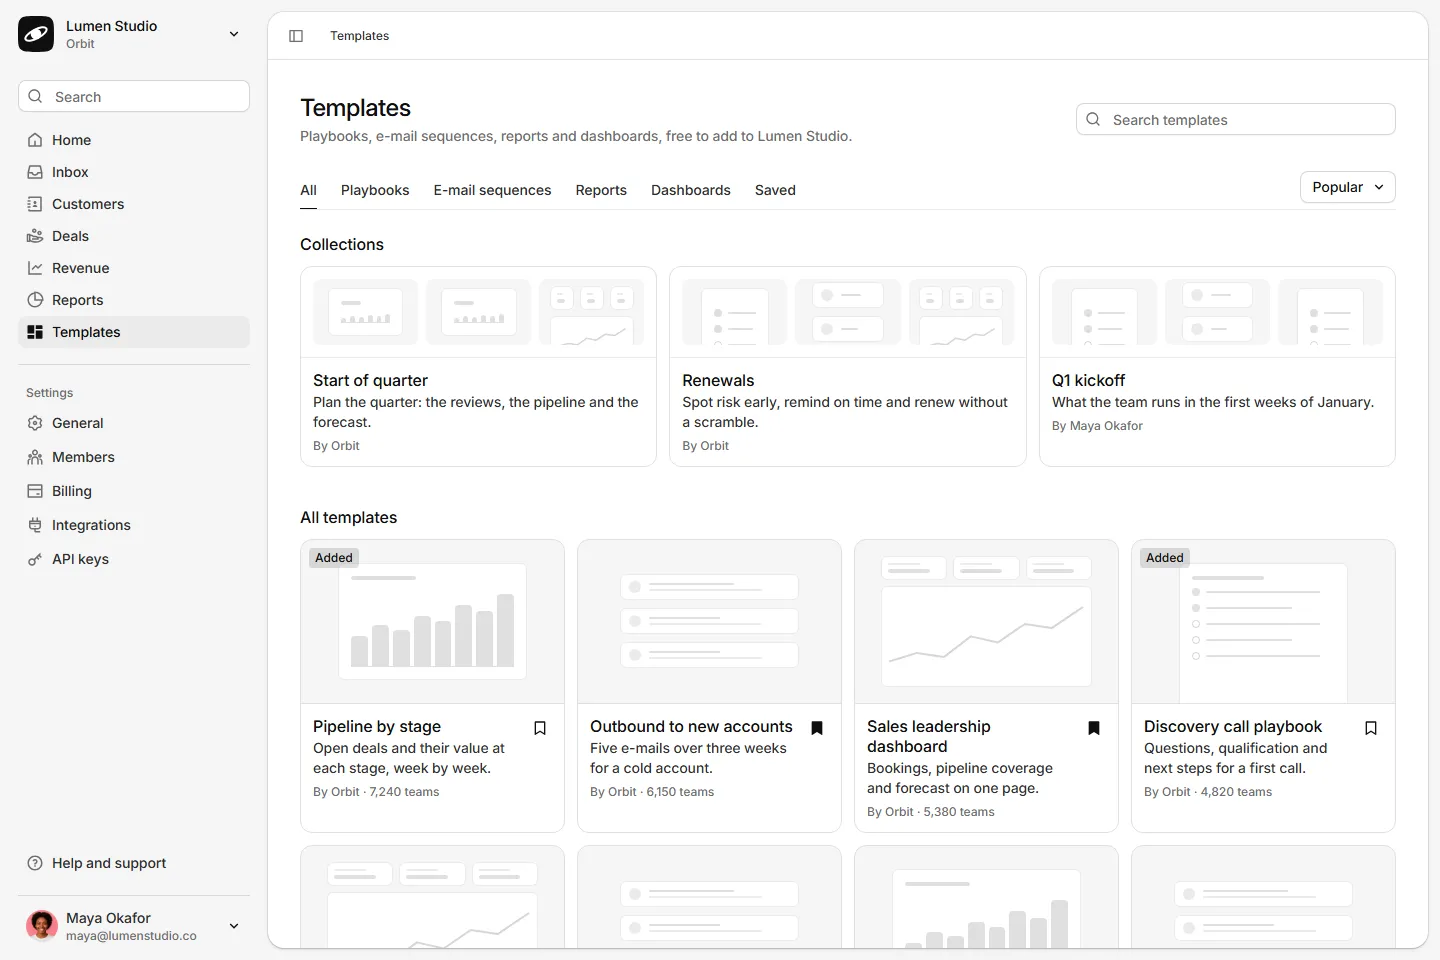 Lumen Studio
Orbit
Search
Home
Inbox
Customers
Deals
Revenue
Reports
Templates
Settings
General
Members
Billing
Integrations
API keys
Help and support
Maya Okafor
maya@lumenstudio.co
Templates
Templates
Playbooks, e-mail sequences, reports and dashboards, free to add to Lumen Studio.
Search templates
All
Playbooks
E-mail sequences
Reports
Dashboards
Saved
Popular
Collections
Start of quarter
Plan the quarter: the reviews, the pipeline and the
forecast.
By Orbit
Renewals
Spot risk early, remind on time and renew without
a scramble.
By Orbit
Q1 kickoff
What the team runs in the first weeks of January.
By Maya Okafor
All templates
Added
Pipeline by stage
Open deals and their value at
each stage, week by week.
By Orbit · 7,240 teams
Outbound to new accounts
Five e-mails over three weeks
for a cold account.
By Orbit · 6,150 teams
Sales leadership
dashboard
Bookings, pipeline coverage
and forecast on one page.
By Orbit · 5,380 teams
Added
Discovery call playbook
Questions, qualification and
next steps for a first call.
By Orbit · 4,820 teams